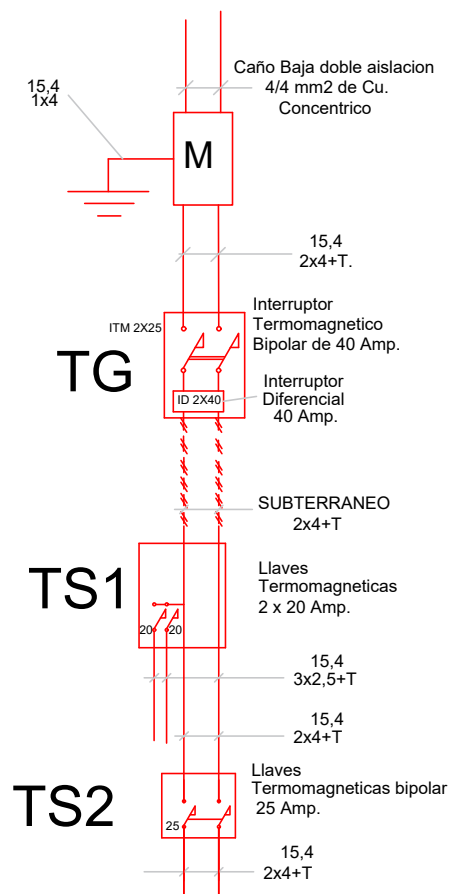 Caño Baja doble aislacion
4/4 mm2 de Cu.
Concentrico
15,4
1x4
M
15,4
2x4+T.
Interruptor
Termomagnetico
Bipolar de 40 Amp.
ITM 2X25
TG
Interruptor
Diferencial
40 Amp.
ID 2X40
SUBTERRANEO
2x4+T
TS1
Llaves
Termomagneticas
2 x 20 Amp.
20 20
15,4
3x2,5+T
15,4
2x4+T
Llaves
Termomagneticas bipolar
25 Amp.
TS2
25
15,4
2x4+T